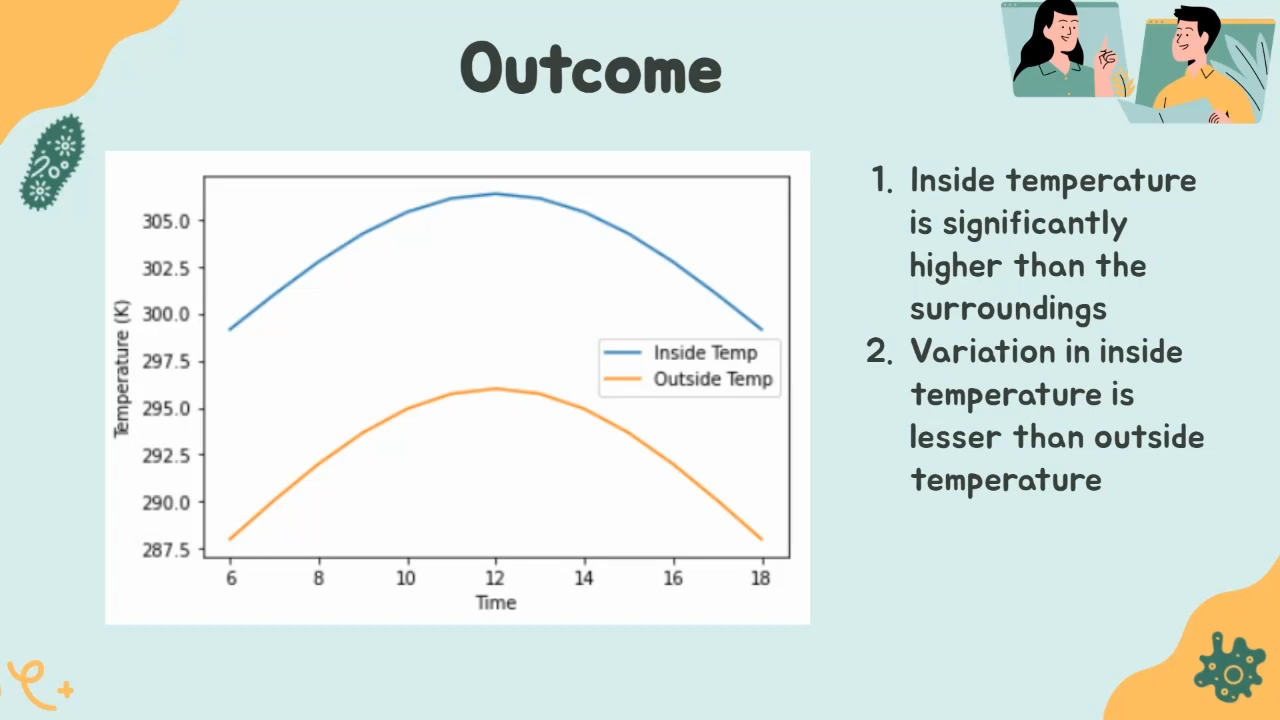 Outcome
305.0
302.5
300.0
297.5
295.0
292.5
290.0
287.5
Temperature (K)
Inside Temp
Outside Temp
6 8 10 12 14 16 18
Time
1. Inside temperature
is significantly
higher than the
surroundings
2. Variation in inside
temperature is
lesser than outside
temperature